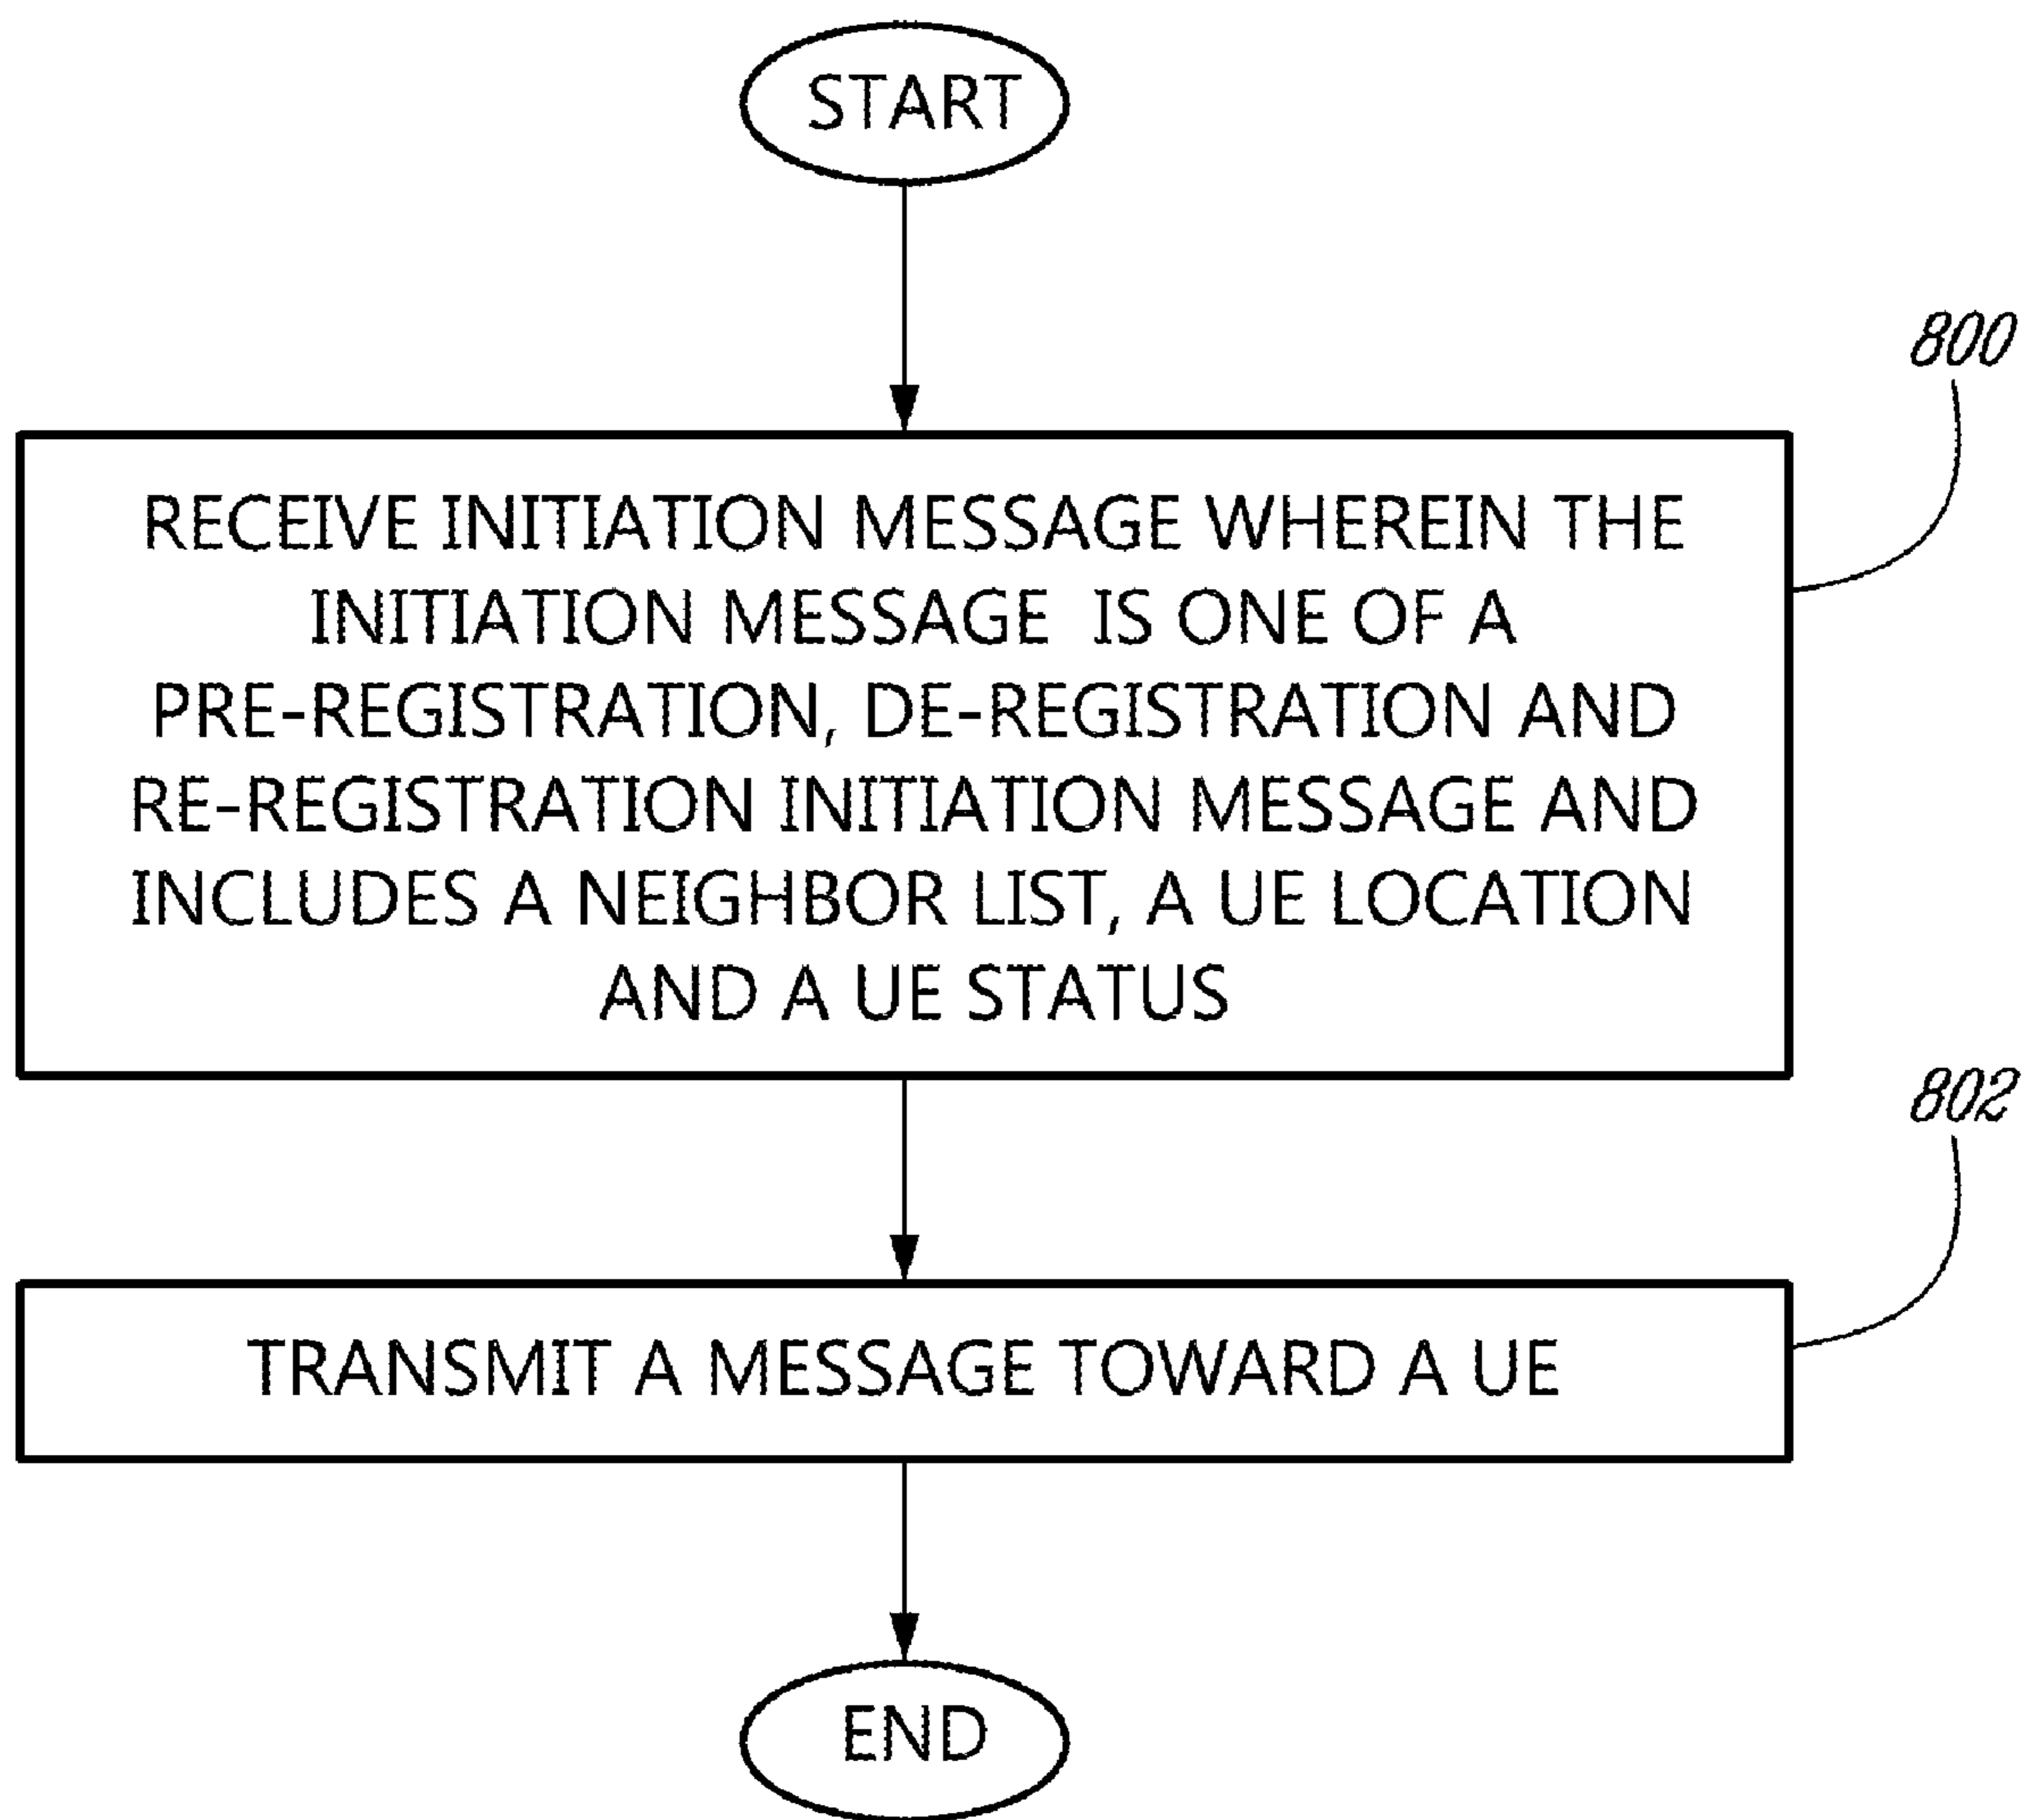 START
800
RECEIVE INITIATION MESSAGE WHEREIN THE
INITIATION MESSAGE IS ONE OF A
PRE-REGISTRATION, DE-REGISTRATION AND
RE-REGISTRATION INITIATION MESSAGE AND
INCLUDES A NEIGHBOR LIST, A UE LOCATION
AND A UE STATUS
802
TRANSMIT A MESSAGE TOWARD A UE
END